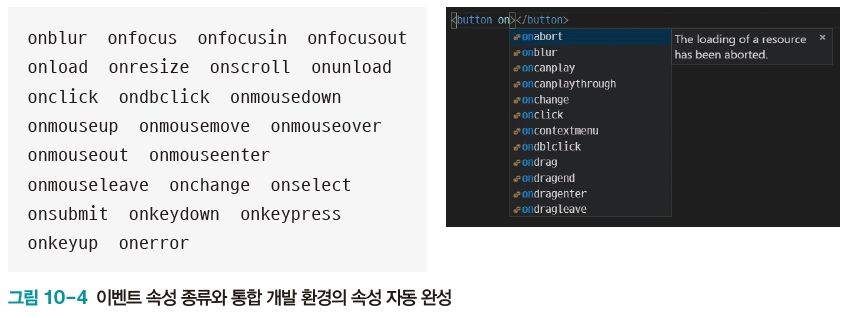 onblur onfocus onfocusin onfocusout
onload onresize onscroll onunload
onclick ondbclick onmousedown
onmouseup onmousemove onmouseover
onmouseout onmouseenter
onmouseleave onchange onselect
onsubmit onkeydown onkeypress
onkeyup onerror
<button on></button>
onabort
onblur
oncanplay
oncanplaythrough
onchange
onclick
oncontextmenu
ondblclick
ondrag
ondragend
ondragenter
ondragleave
The loading of a resource ×
has been aborted.
그림 10-4 이벤트 속성 종류와 통합 개발 환경의 속성 자동 완성